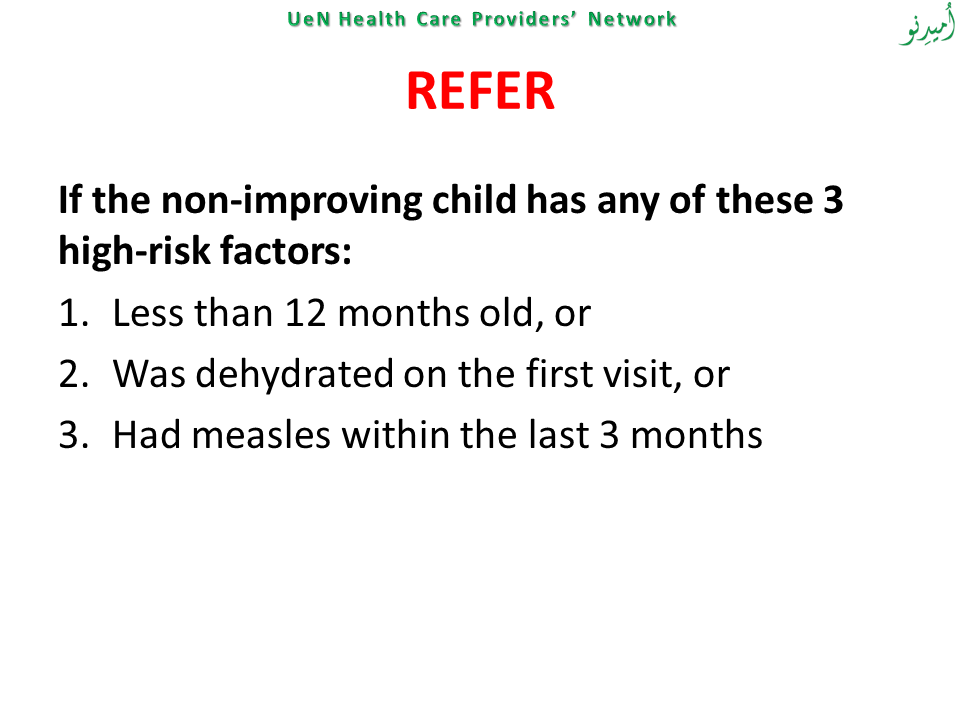 UeN Health Care Providers’ Network
اُمیدِنو
REFER
If the non-improving child has any of these 3
high-risk factors:
1. Less than 12 months old, or
2. Was dehydrated on the first visit, or
3. Had measles within the last 3 months